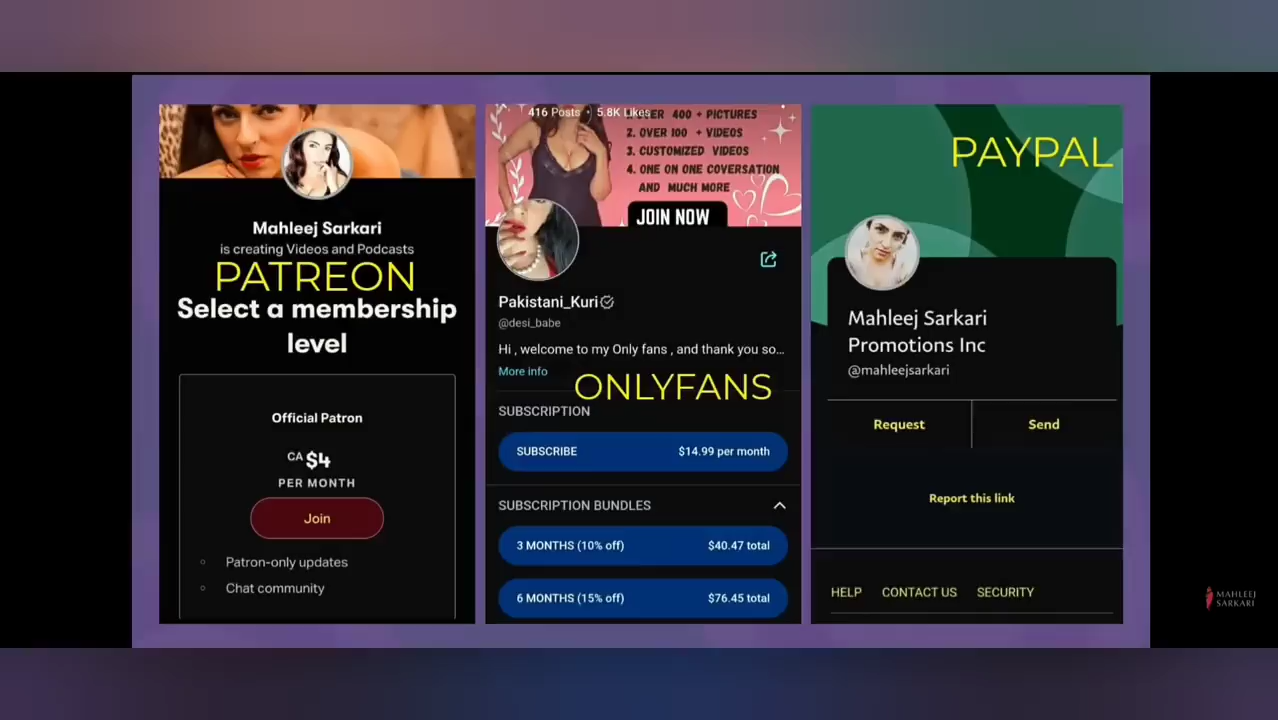 Mahleej Sarkari
is creating Videos and Podcasts
PATREON
Select a membership
level
Official Patron
CA $4
PER MONTH
Join
Patron-only updates
Chat community
416 Posts • 5.8K Likes
400 + PICTURES
2. OVER 100 + VIDEOS
3. CUSTOMIZED VIDEOS
4. ONE ON ONE COVERSATION
AND MUCH MORE
JOIN NOW
Pakistani_Kuri
@desi_babe
Hi , welcome to my Only fans , and thank you so...
More info
ONLYFANS
SUBSCRIPTION
SUBSCRIBE $14.99 per month
SUBSCRIPTION BUNDLES
3 MONTHS (10% off) $40.47 total
6 MONTHS (15% off) $76.45 total
PAYPAL
Mahleej Sarkari
Promotions Inc
@mahleejsarkari
Request Send
Report this link
HELP CONTACT US SECURITY
MAHLEEJ
SARKARI